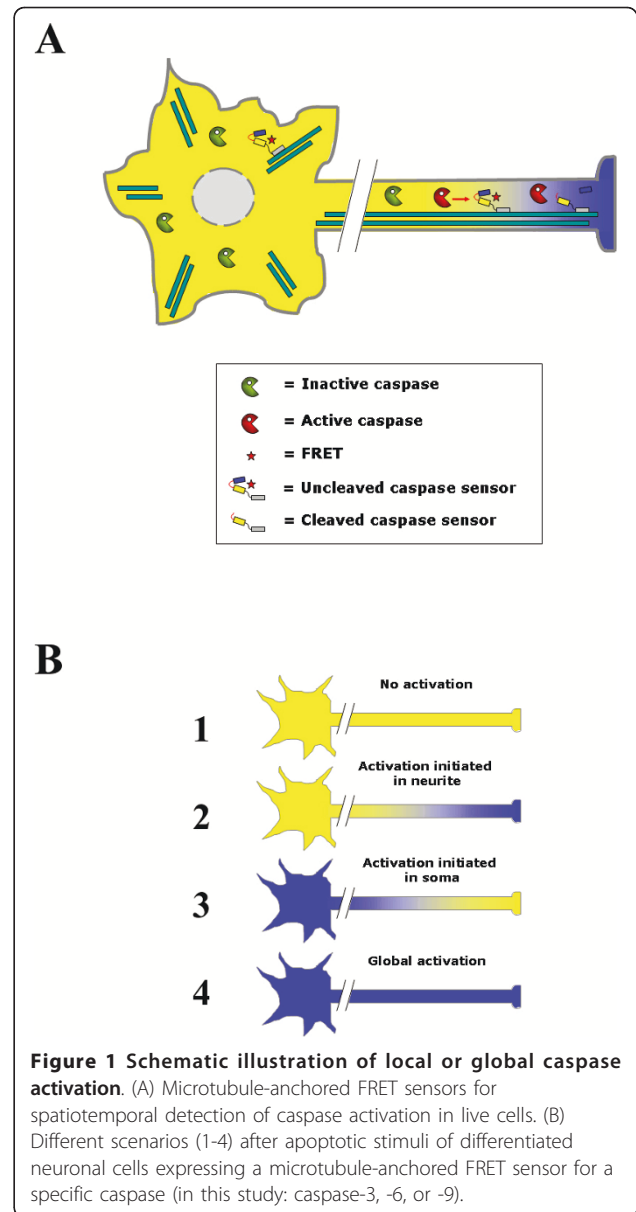 A
= Inactive caspase
= Active caspase
= FRET
= Uncleaved caspase sensor
= Cleaved caspase sensor
B
No activation
1
Activation initiated
in neurite
2
Activation initiated
in soma
3
Global activation
4
Figure 1 Schematic illustration of local or global caspase
activation. (A) Microtubule-anchored FRET sensors for
spatiotemporal detection of caspase activation in live cells. (B)
Different scenarios (1-4) after apoptotic stimuli of differentiated
neuronal cells expressing a microtubule-anchored FRET sensor for a
specific caspase (in this study: caspase-3, -6, or -9).